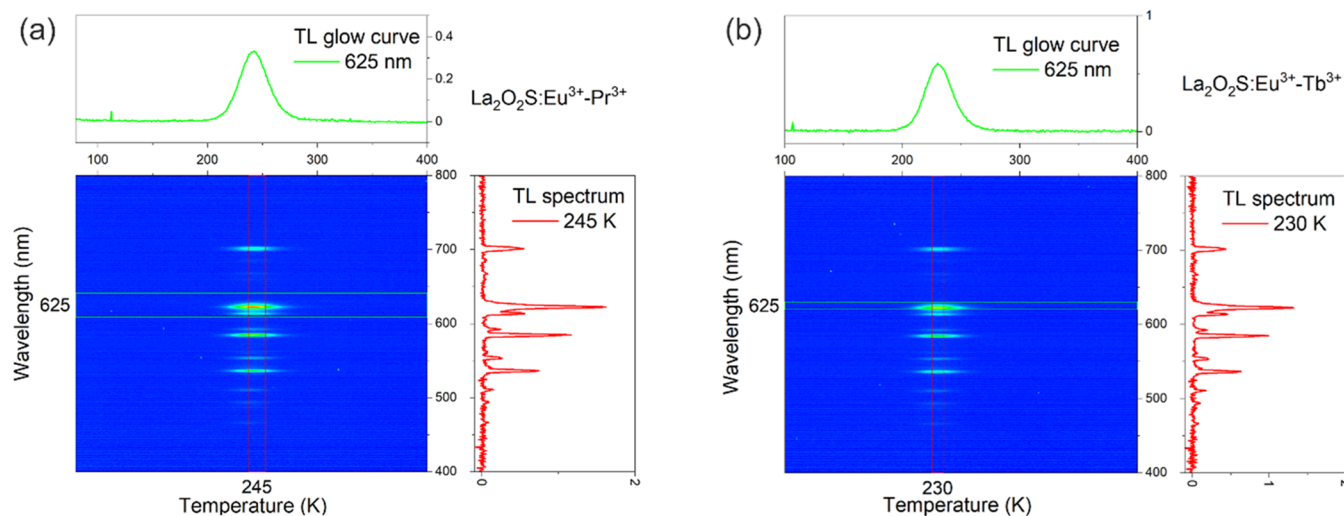 (a)
TL glow curve
625 nm
0.4
0.2
0
100
200
300
400
La₂O₂S:Eu³⁺-Pr³⁺
Wavelength (nm)
625
800
700
600
500
400
245
Temperature (K)
TL spectrum
245 K
0
2
(b)
TL glow curve
625 nm
1
0
100
200
300
400
La₂O₂S:Eu³⁺-Tb³⁺
Wavelength (nm)
625
800
700
600
500
400
230
Temperature (K)
TL spectrum
230 K
0
1
2